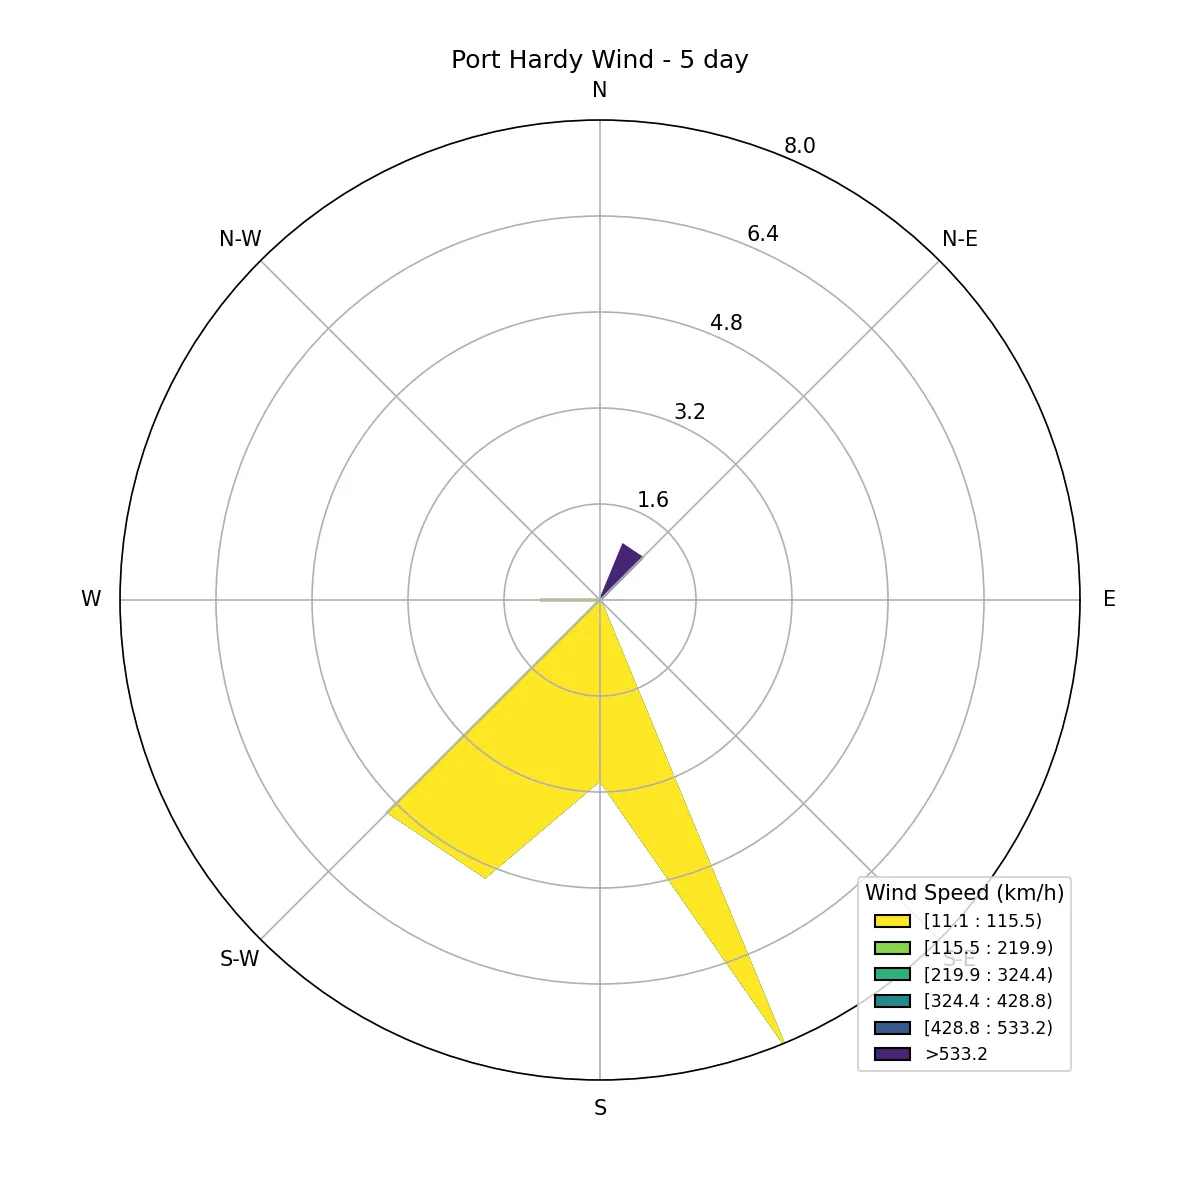 Port Hardy Wind - 5 day
N
8.0
N-W
6.4
N-E
4.8
3.2
1.6
W
E
Wind Speed (km/h)
[11.1 : 115.5)
[115.5 : 219.9)
S-W
S-E
[219.9 : 324.4)
[324.4 : 428.8)
[428.8 : 533.2)
>533.2
S